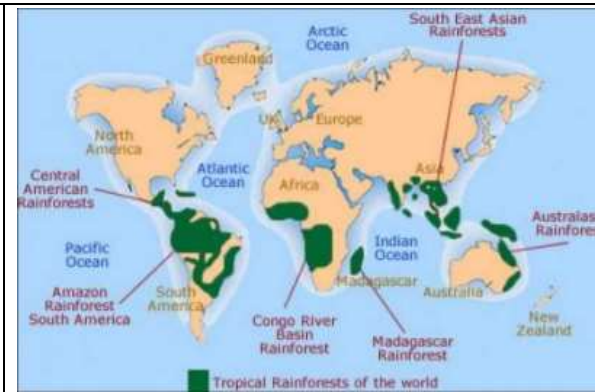 South East Asian
Rainforests
Arctic
Ocean
Greenland
UK
Europe
North
America
Atlantic
Ocean
Asia
Central
American
Rainforests
Africa
Pacific
Ocean
Indian
Ocean
Australas
Rainfores
Amazon
Rainforest
South America
South
America
Madagascar
Australia
Congo River
Basin
Rainforest
Madagascar
Rainforest
New
Zealand
Tropical Rainforests of the world